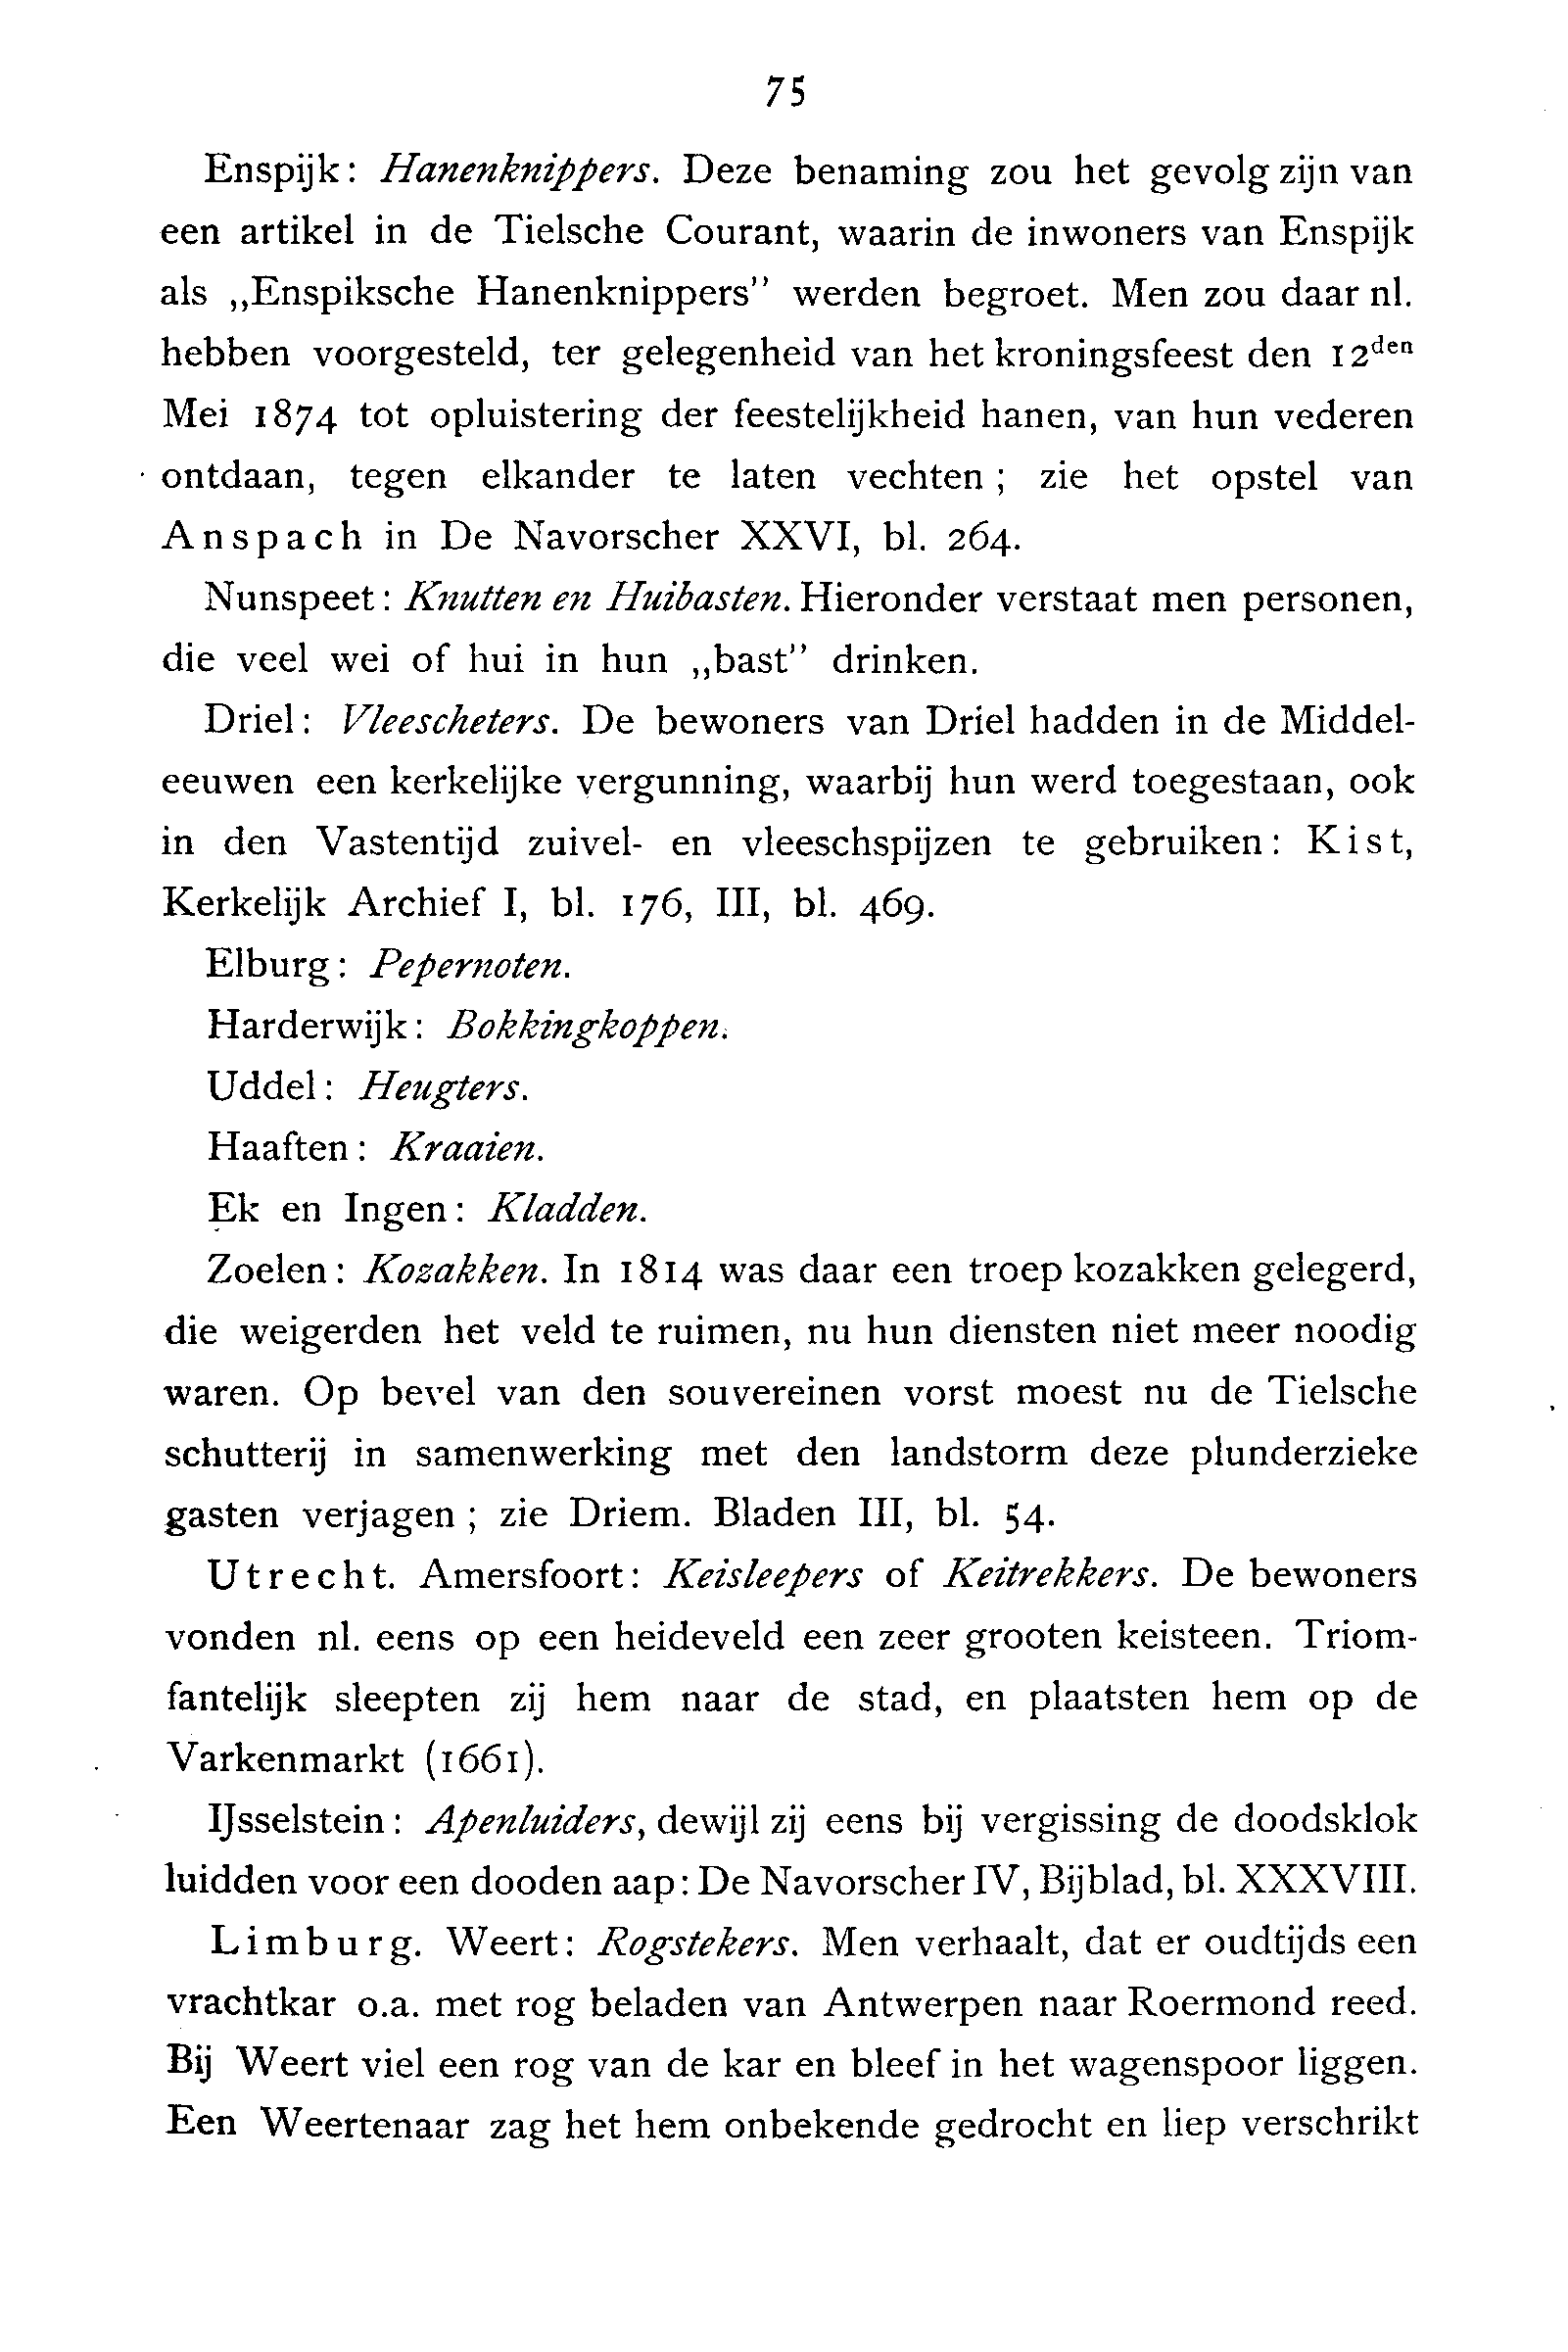 75
Enspijk: Hanenknippers. Deze benaming zou het gevolg zijn van
een artikel in de Tielsche Courant, waarin de inwoners van Enspijk
als „Enspiksche Hanenknippers” werden begroet. Men zou daar nl.
hebben voorgesteld, ter gelegenheid van het kroningsfeest den 12den
Mei 1874 tot opluistering der feestelijkheid hanen, van hun vederen
ontdaan, tegen elkander te laten vechten; zie het opstel van
Anspach in De Navorscher XXVI, bl. 264.
Nunspeet: Knutten en Huibasten. Hieronder verstaat men personen,
die veel wei of hui in hun „bast” drinken.
Driel: Vleescheters. De bewoners van Driel hadden in de Middel-
eeuwen een kerkelijke vergunning, waarbij hun werd toegestaan, ook
in den Vastentijd zuivel- en vleeschspijzen te gebruiken: Kist,
Kerkelijk Archief I, bl. 176, III, bl. 469.
Elburg: Pepernoten.
Harderwijk: Bokkingkoppen.
Uddel: Heugters.
Haaften: Kraaien.
Ek en Ingen: Kladden.
Zoelen: Kozakken. In 1814 was daar een troep kozakken gelegerd,
die weigerden het veld te ruimen, nu hun diensten niet meer noodig
waren. Op bevel van den souvereinen vorst moest nu de Tielsche
schutterij in samenwerking met den landstorm deze plunderzieke
gasten verjagen; zie Driem. Bladen III, bl. 54.
Utrecht. Amersfoort: Keisleepers of Keitrekkers. De bewoners
vonden nl. eens op een heideveld een zeer grooten keisteen. Triom-
fantelijk sleepten zij hem naar de stad, en plaatsten hem op de
Varkenmarkt (1661).
IJsselstein: Apenluiders, dewijl zij eens bij vergissing de doodsklok
luidden voor een dooden aap: De Navorscher IV, Bijblad, bl. XXXVIII.
Limburg. Weert: Rogstekers. Men verhaalt, dat er oudtijds een
vrachtkar o.a. met rog beladen van Antwerpen naar Roermond reed.
Bij Weert viel een rog van de kar en bleef in het wagenspoor liggen.
Een Weertenaar zag het hem onbekende gedrocht en liep verschrikt